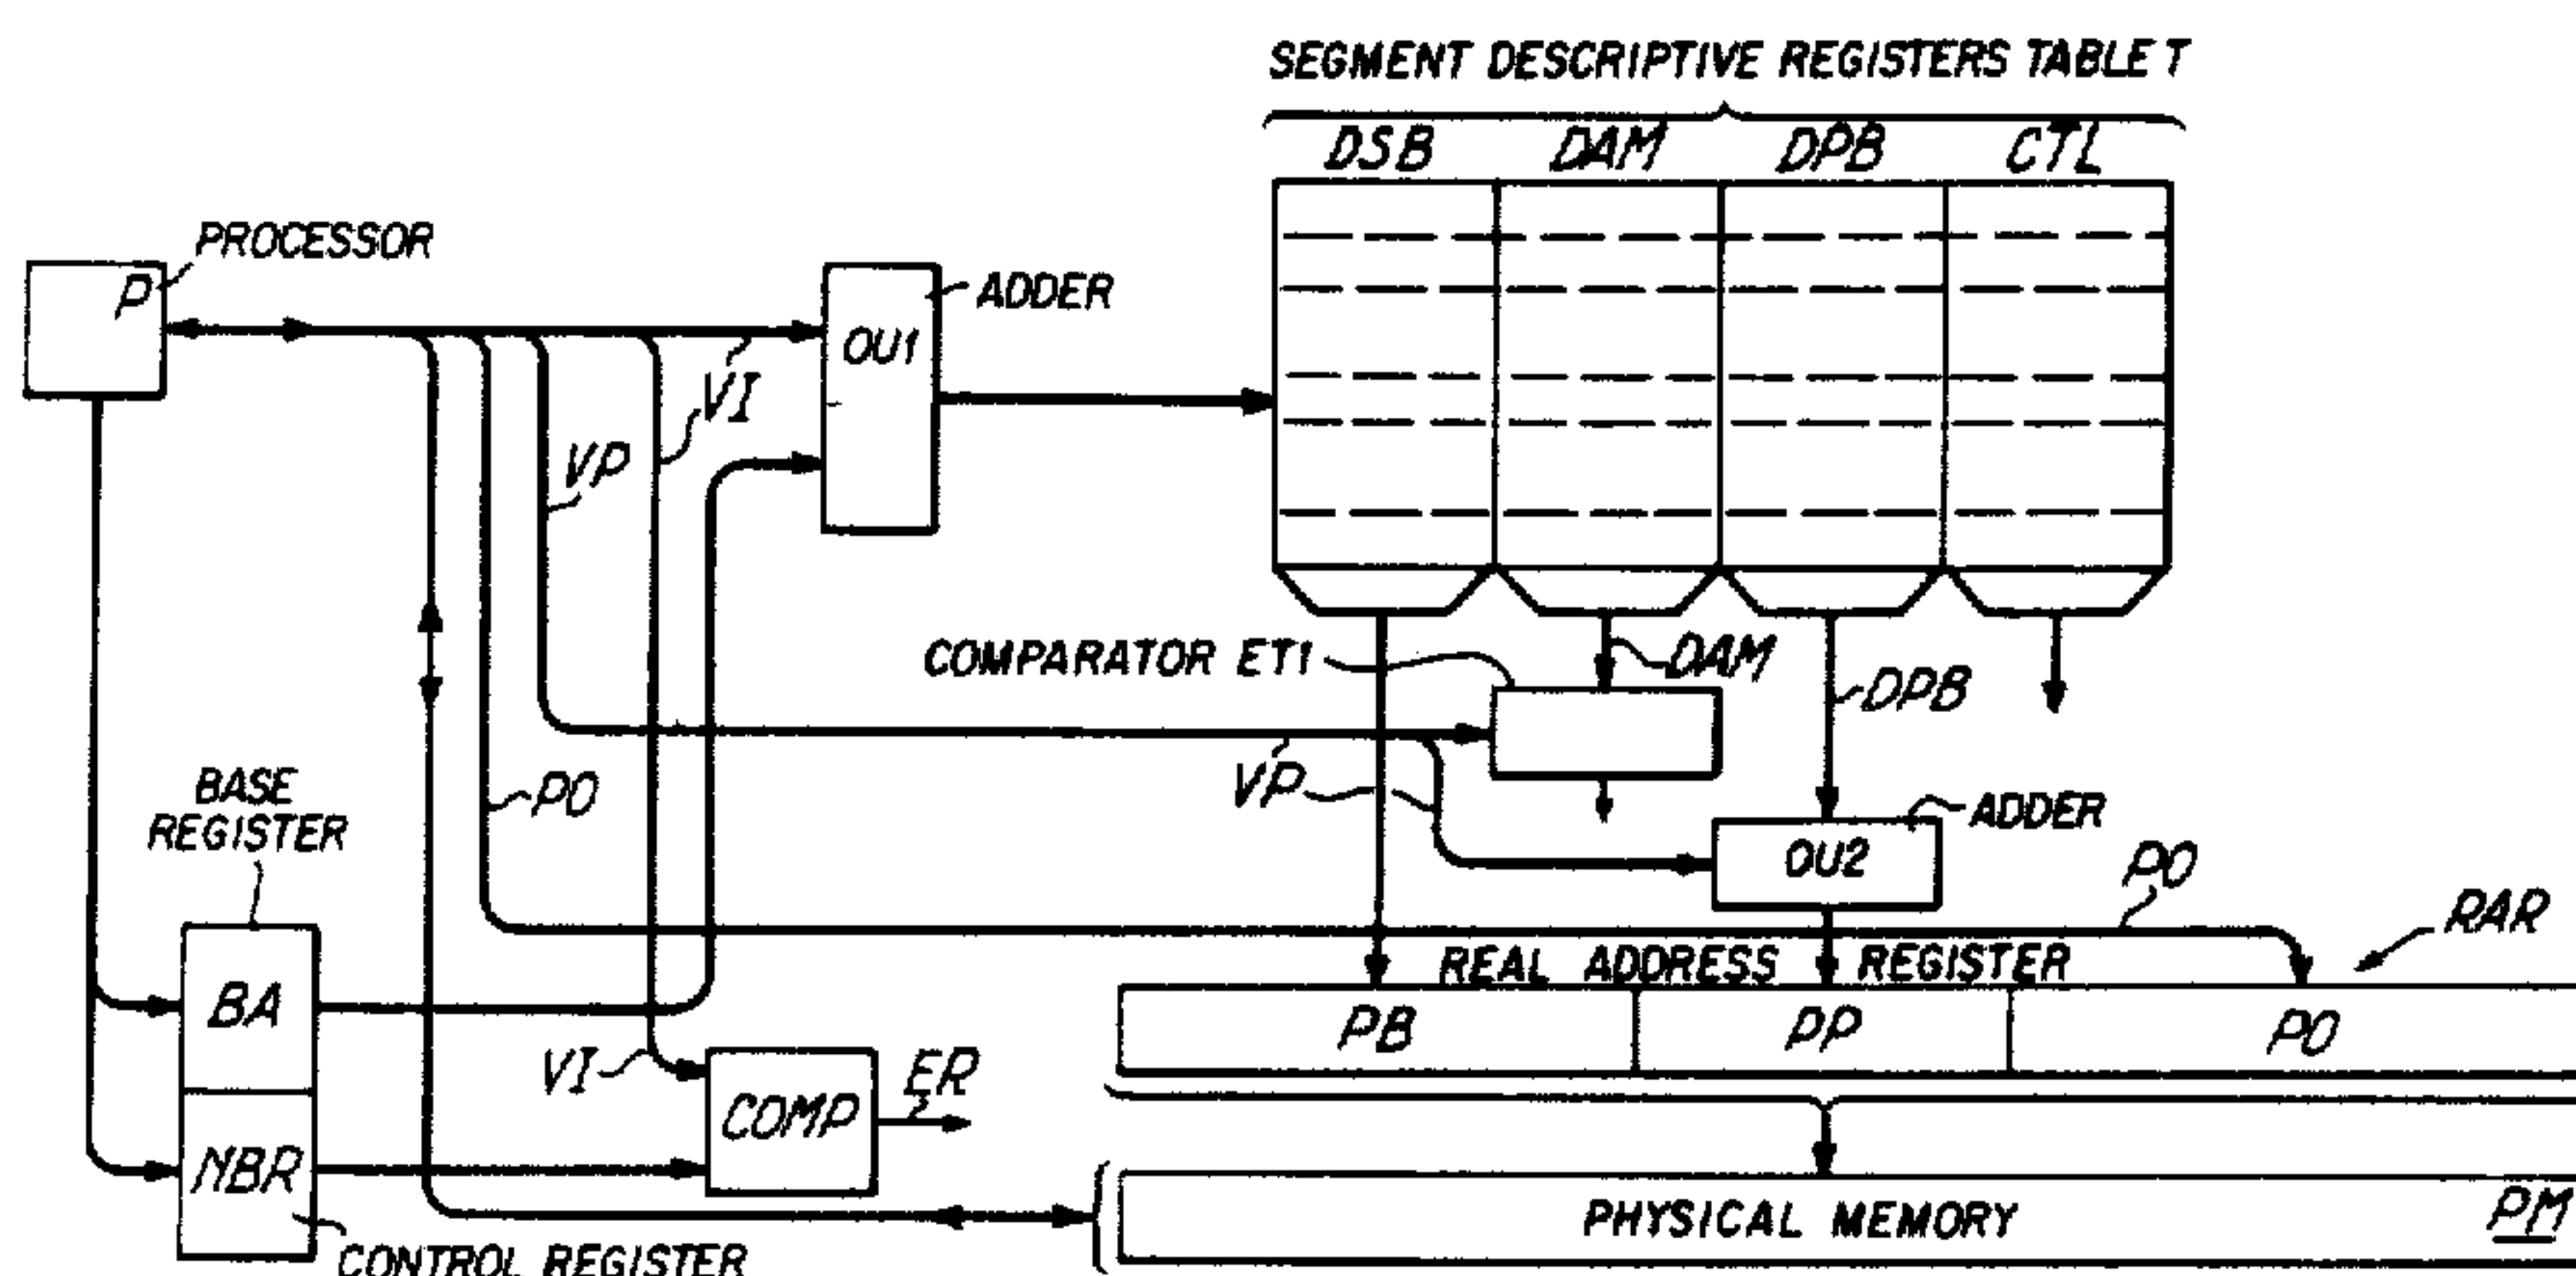 SEGMENT DESCRIPTIVE REGISTERS TABLE T
DSB DAM DPB CTL
PROCESSOR
P
ADDER
OU1
VI
VP
COMPARATOR ET1
DAM
DPB
VP
PO
BASE
REGISTER
ADDER
OU2
PO
RAR
REAL ADDRESS REGISTER
BA
PB PP PO
VI
ER
COMP
NBR
PHYSICAL MEMORY
PM
CONTROL REGISTER